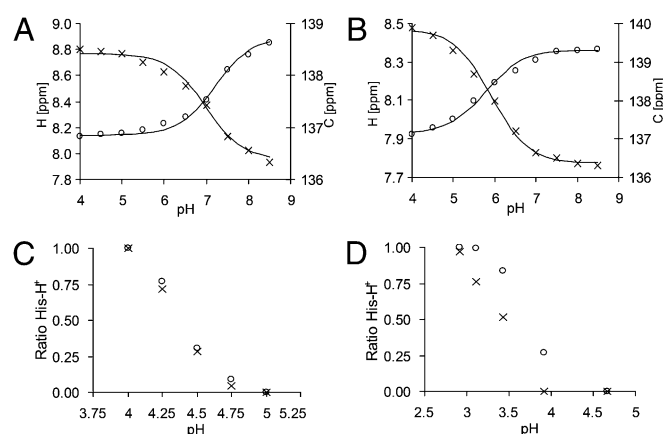 A
9.0
8.8
8.6
8.4
8.2
8.0
7.8
H [ppm]
139
138
137
136
C [ppm]
4 5 6 7 8 9
pH
B
8.5
8.3
8.1
7.9
7.7
H [ppm]
140
139
138
137
136
C [ppm]
4 5 6 7 8 9
pH
C
1.00
0.75
0.50
0.25
0.00
Ratio His-H+
3.75 4 4.25 4.5 4.75 5 5.25
pH
D
1.00
0.75
0.50
0.25
0.00
Ratio His-H+
2.5 3 3.5 4 4.5 5
pH